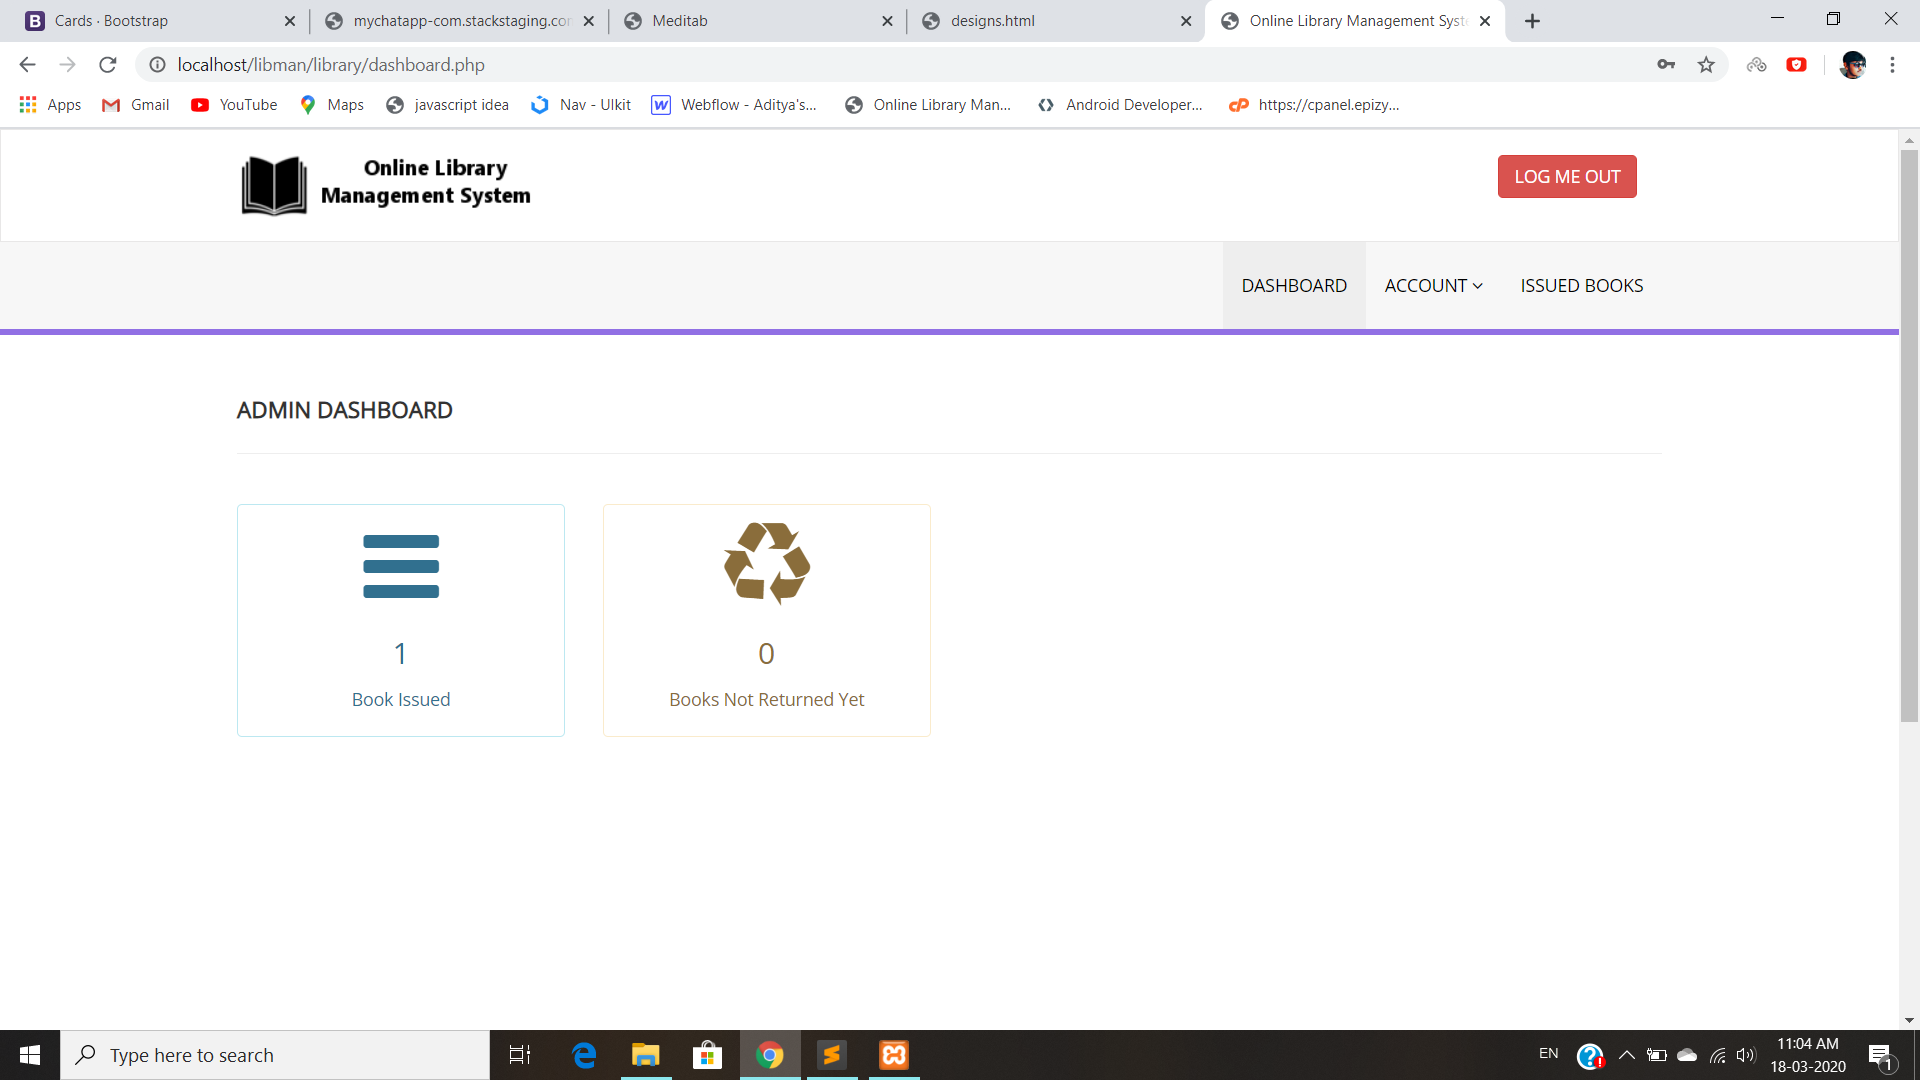 Cards · Bootstrap
mychatapp-com.stackstaging.com
Meditab
designs.html
Online Library Management Syst
localhost/libman/library/dashboard.php
Apps
Gmail
YouTube
Maps
javascript idea
Nav - UIkit
Webflow - Aditya's...
Online Library Man...
Android Developer...
https://cpanel.epizy...
Online Library
Management System
LOG ME OUT
DASHBOARD
ACCOUNT
ISSUED BOOKS
ADMIN DASHBOARD
1
Book Issued
0
Books Not Returned Yet
Type here to search
EN
11:04 AM
18-03-2020
1